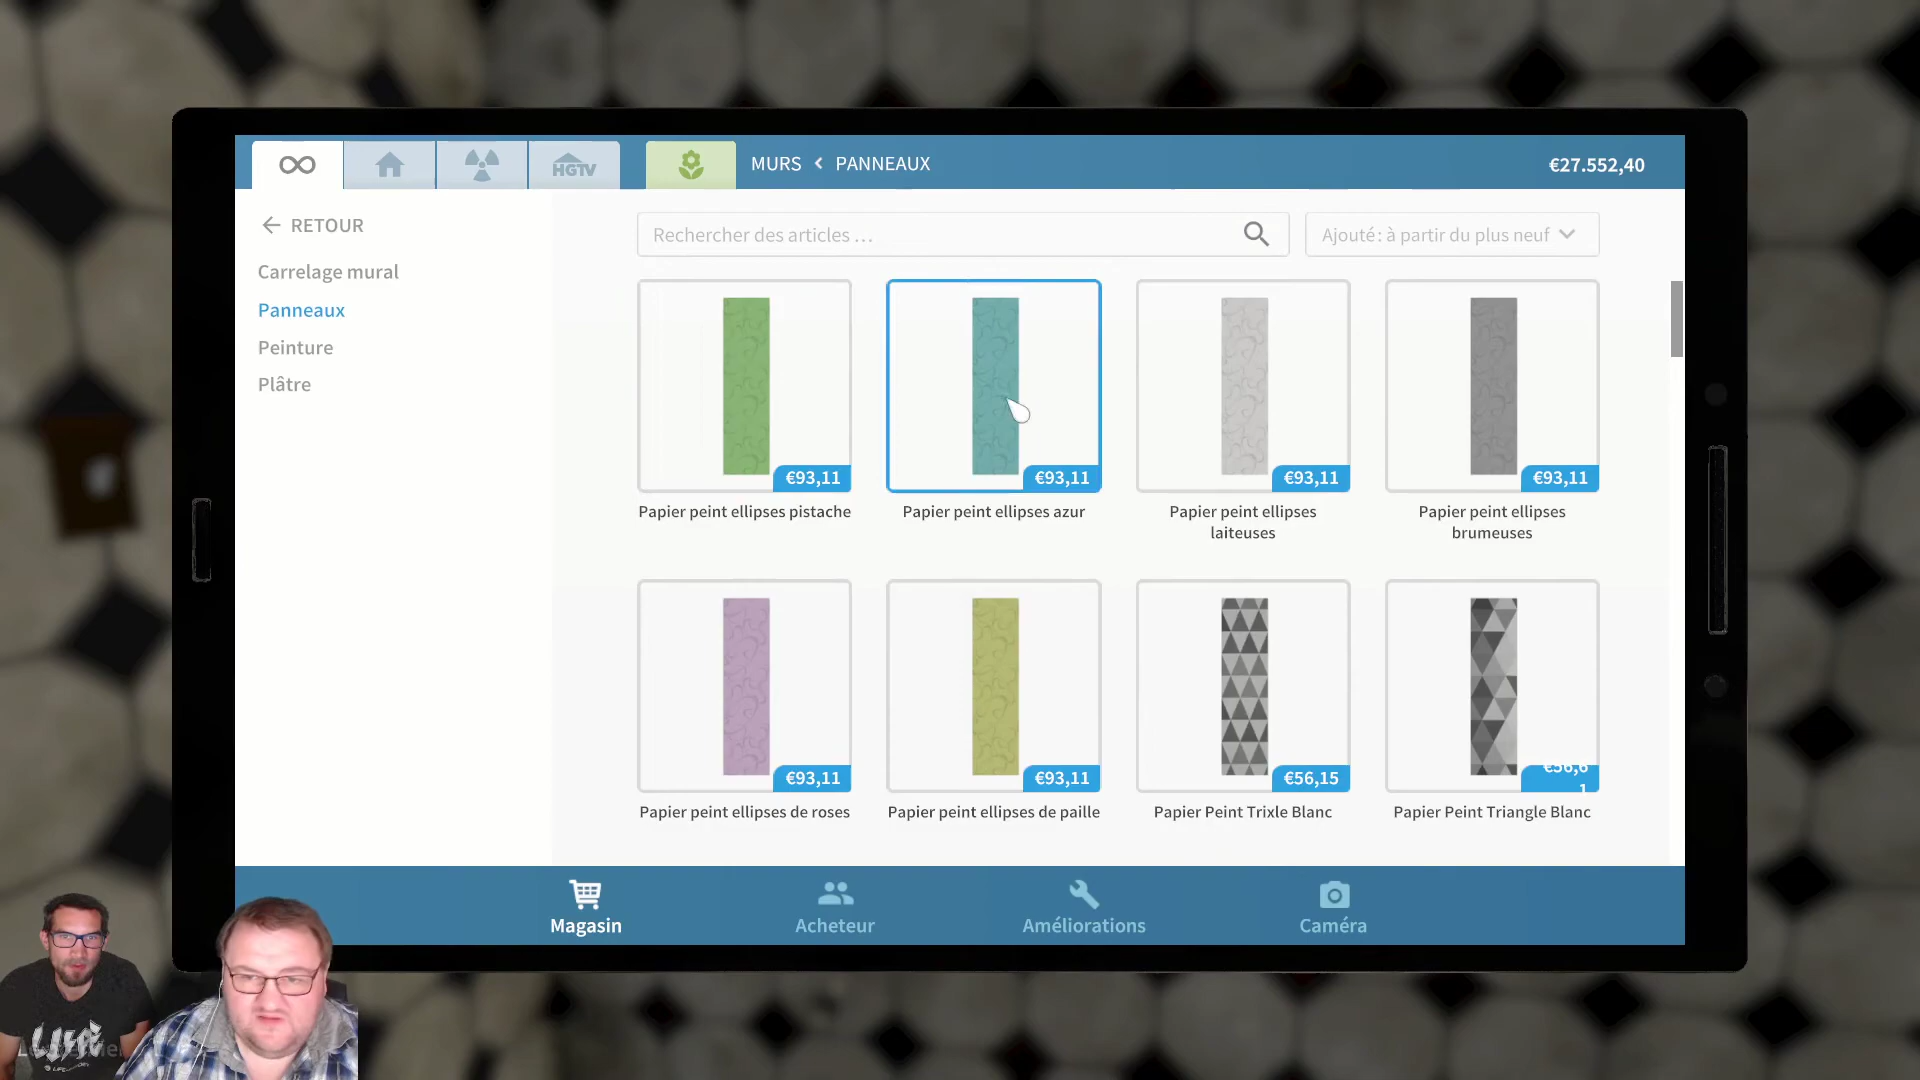 HGTV
MURS < PANNEAUX
€27.552,40
RETOUR
Carrelage mural
Panneaux
Peinture
Plâtre
Rechercher des articles ...
Ajouté : à partir du plus neuf
€93,11
€93,11
€93,11
€93,11
Papier peint ellipses pistache
Papier peint ellipses azur
Papier peint ellipses
laiteuses
Papier peint ellipses
brumeuses
€93,11
€93,11
€56,15
€56,6
1
Papier peint ellipses de roses
Papier peint ellipses de paille
Papier Peint Trixle Blanc
Papier Peint Triangle Blanc
Magasin
Acheteur
Améliorations
Caméra